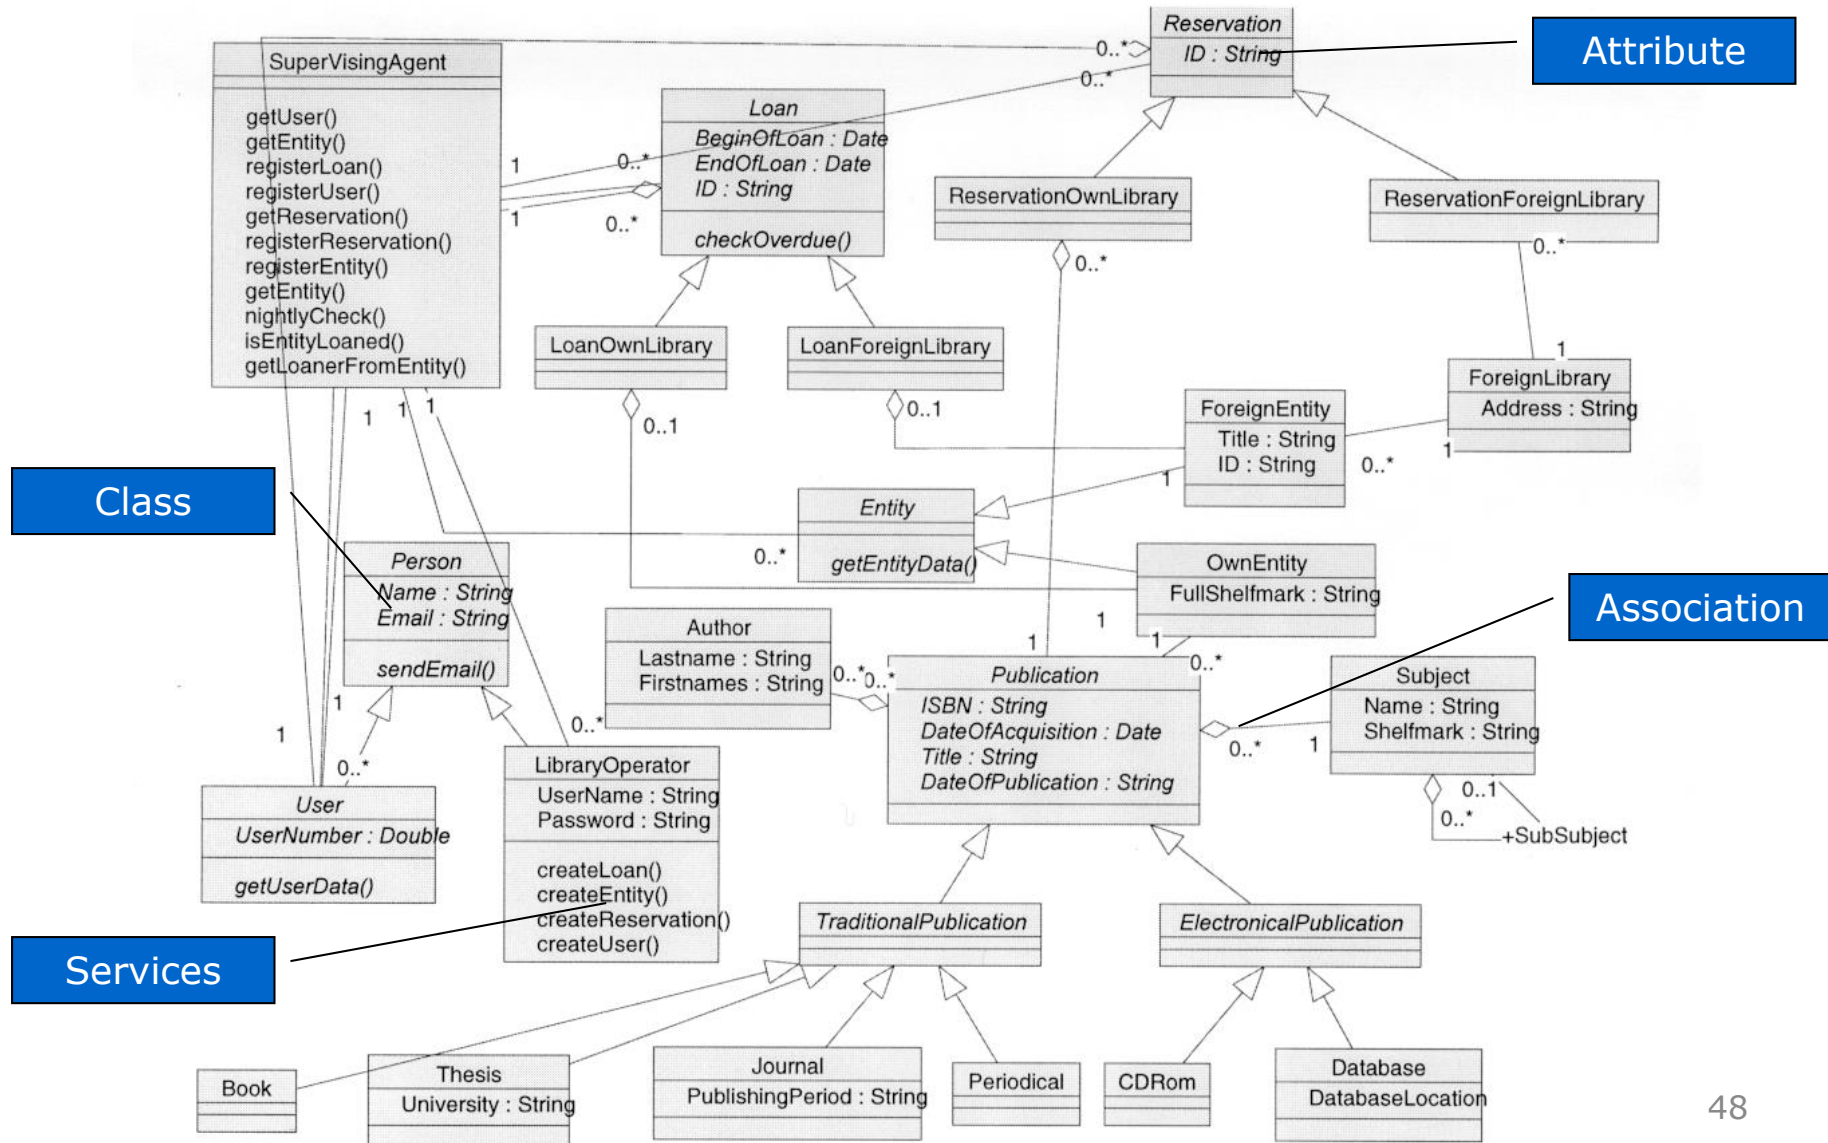 Reservation
ID : String
0..*
0..*
Attribute
SuperVisingAgent
getUser()
getEntity()
registerLoan()
registerUser()
getReservation()
registerReservation()
registerEntity()
getEntity()
nightlyCheck()
isEntityLoaned()
getLoanerFromEntity()
1
1
0..*
0..*
Loan
BeginOfLoan : Date
EndOfLoan : Date
ID : String
checkOverdue()
ReservationOwnLibrary
0..*
ReservationForeignLibrary
0..*
1
LoanOwnLibrary
0..1
LoanForeignLibrary
0..1
ForeignLibrary
Address : String
1
ForeignEntity
Title : String
ID : String
0..*
1
1
1
1
Class
Entity
getEntityData()
0..*
1
OwnEntity
FullShelfmark : String
1
1
0..*
Association
Person
Name : String
Email : String
sendEmail()
Author
Lastname : String
Firstnames : String
0..*
0..*
1
Publication
ISBN : String
DateOfAcquisition : Date
Title : String
DateOfPublication : String
0..*
1
Subject
Name : String
Shelfmark : String
0..1
0..*
+SubSubject
1
1
0..*
0..*
User
UserNumber : Double
getUserData()
LibraryOperator
UserName : String
Password : String
createLoan()
createEntity()
createReservation()
createUser()
Services
TraditionalPublication
ElectronicalPublication
Book
Thesis
University : String
Journal
PublishingPeriod : String
Periodical
CDRom
Database
DatabaseLocation
48